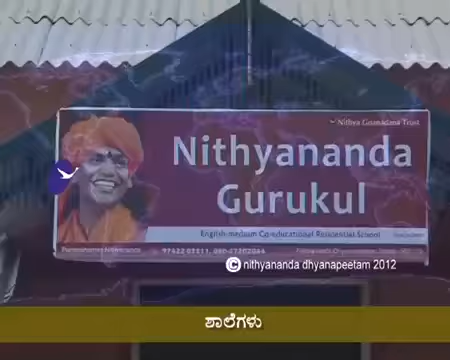 Nithya Gnanadana Trust
Nithyananda
Gurukul
English-medium Co-educational Residential School
© nithyananda dhyanapeetam 2012
ಶಾಲೆಗಳು